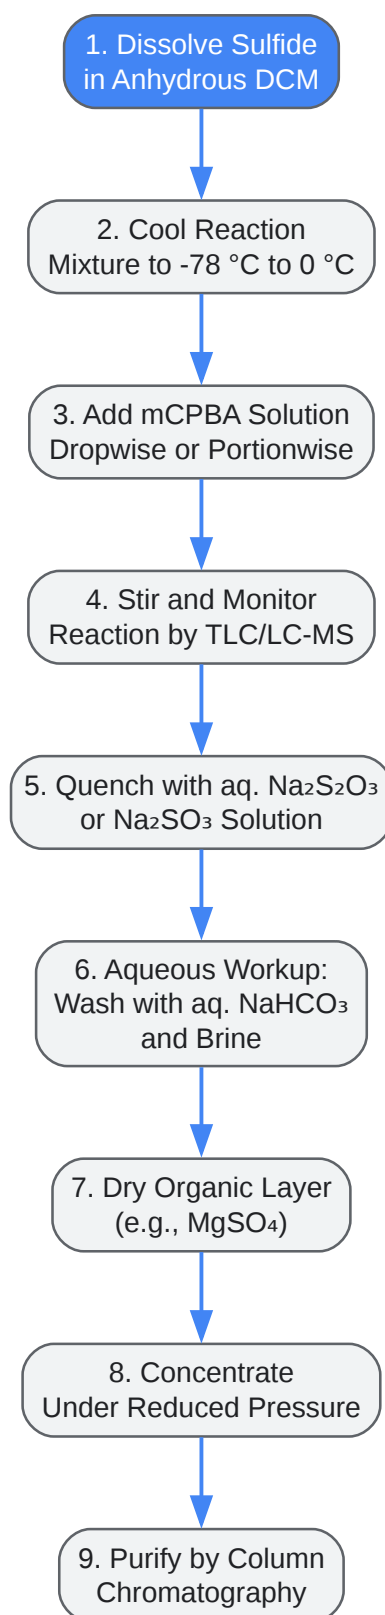 1. Dissolve Sulfide
in Anhydrous DCM
2. Cool Reaction
Mixture to -78 °C to 0 °C
3. Add mCPBA Solution
Dropwise or Portionwise
4. Stir and Monitor
Reaction by TLC/LC-MS
5. Quench with aq. Na₂S₂O₃
or Na₂SO₃ Solution
6. Aqueous Workup:
Wash with aq. NaHCO₃
and Brine
7. Dry Organic Layer
(e.g., MgSO₄)
8. Concentrate
Under Reduced Pressure
9. Purify by Column
Chromatography